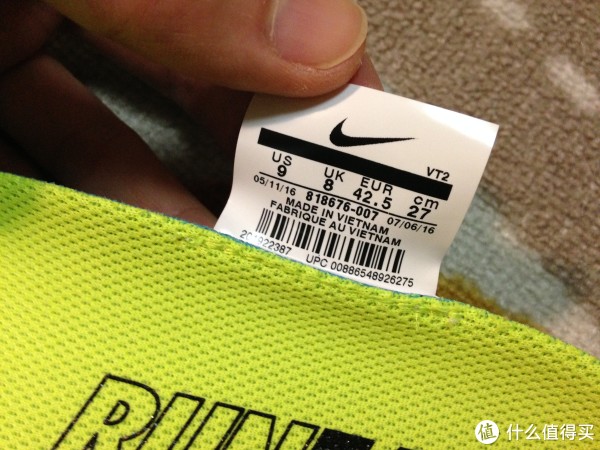 VT2
US UK EUR cm
9 8 42.5 27
05/11/16 818676-007 07/06/16
MADE IN VIETNAM
FABRIQUE AU VIETNAM
UPC 00886548926275
RUN
值 什么值得买